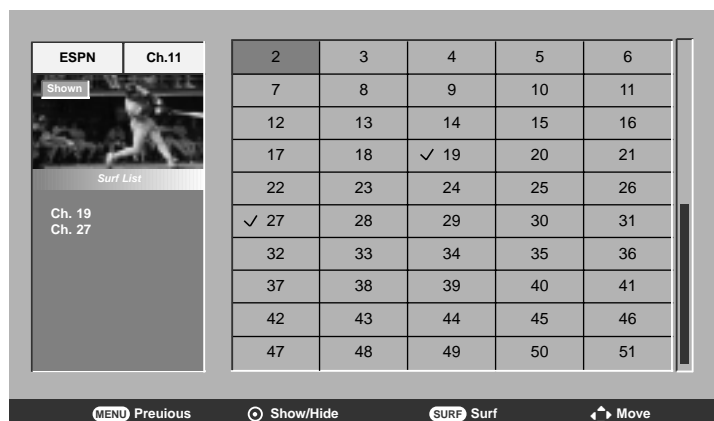 ESPN Ch.11
Shown
Surf List
Ch. 19
Ch. 27
2 3 4 5 6
7 8 9 10 11
12 13 14 15 16
17 18 ✓ 19 20 21
22 23 24 25 26
✓ 27 28 29 30 31
32 33 34 35 36
37 38 39 40 41
42 43 44 45 46
47 48 49 50 51
MENU Preuious Show/Hide SURF Surf Move